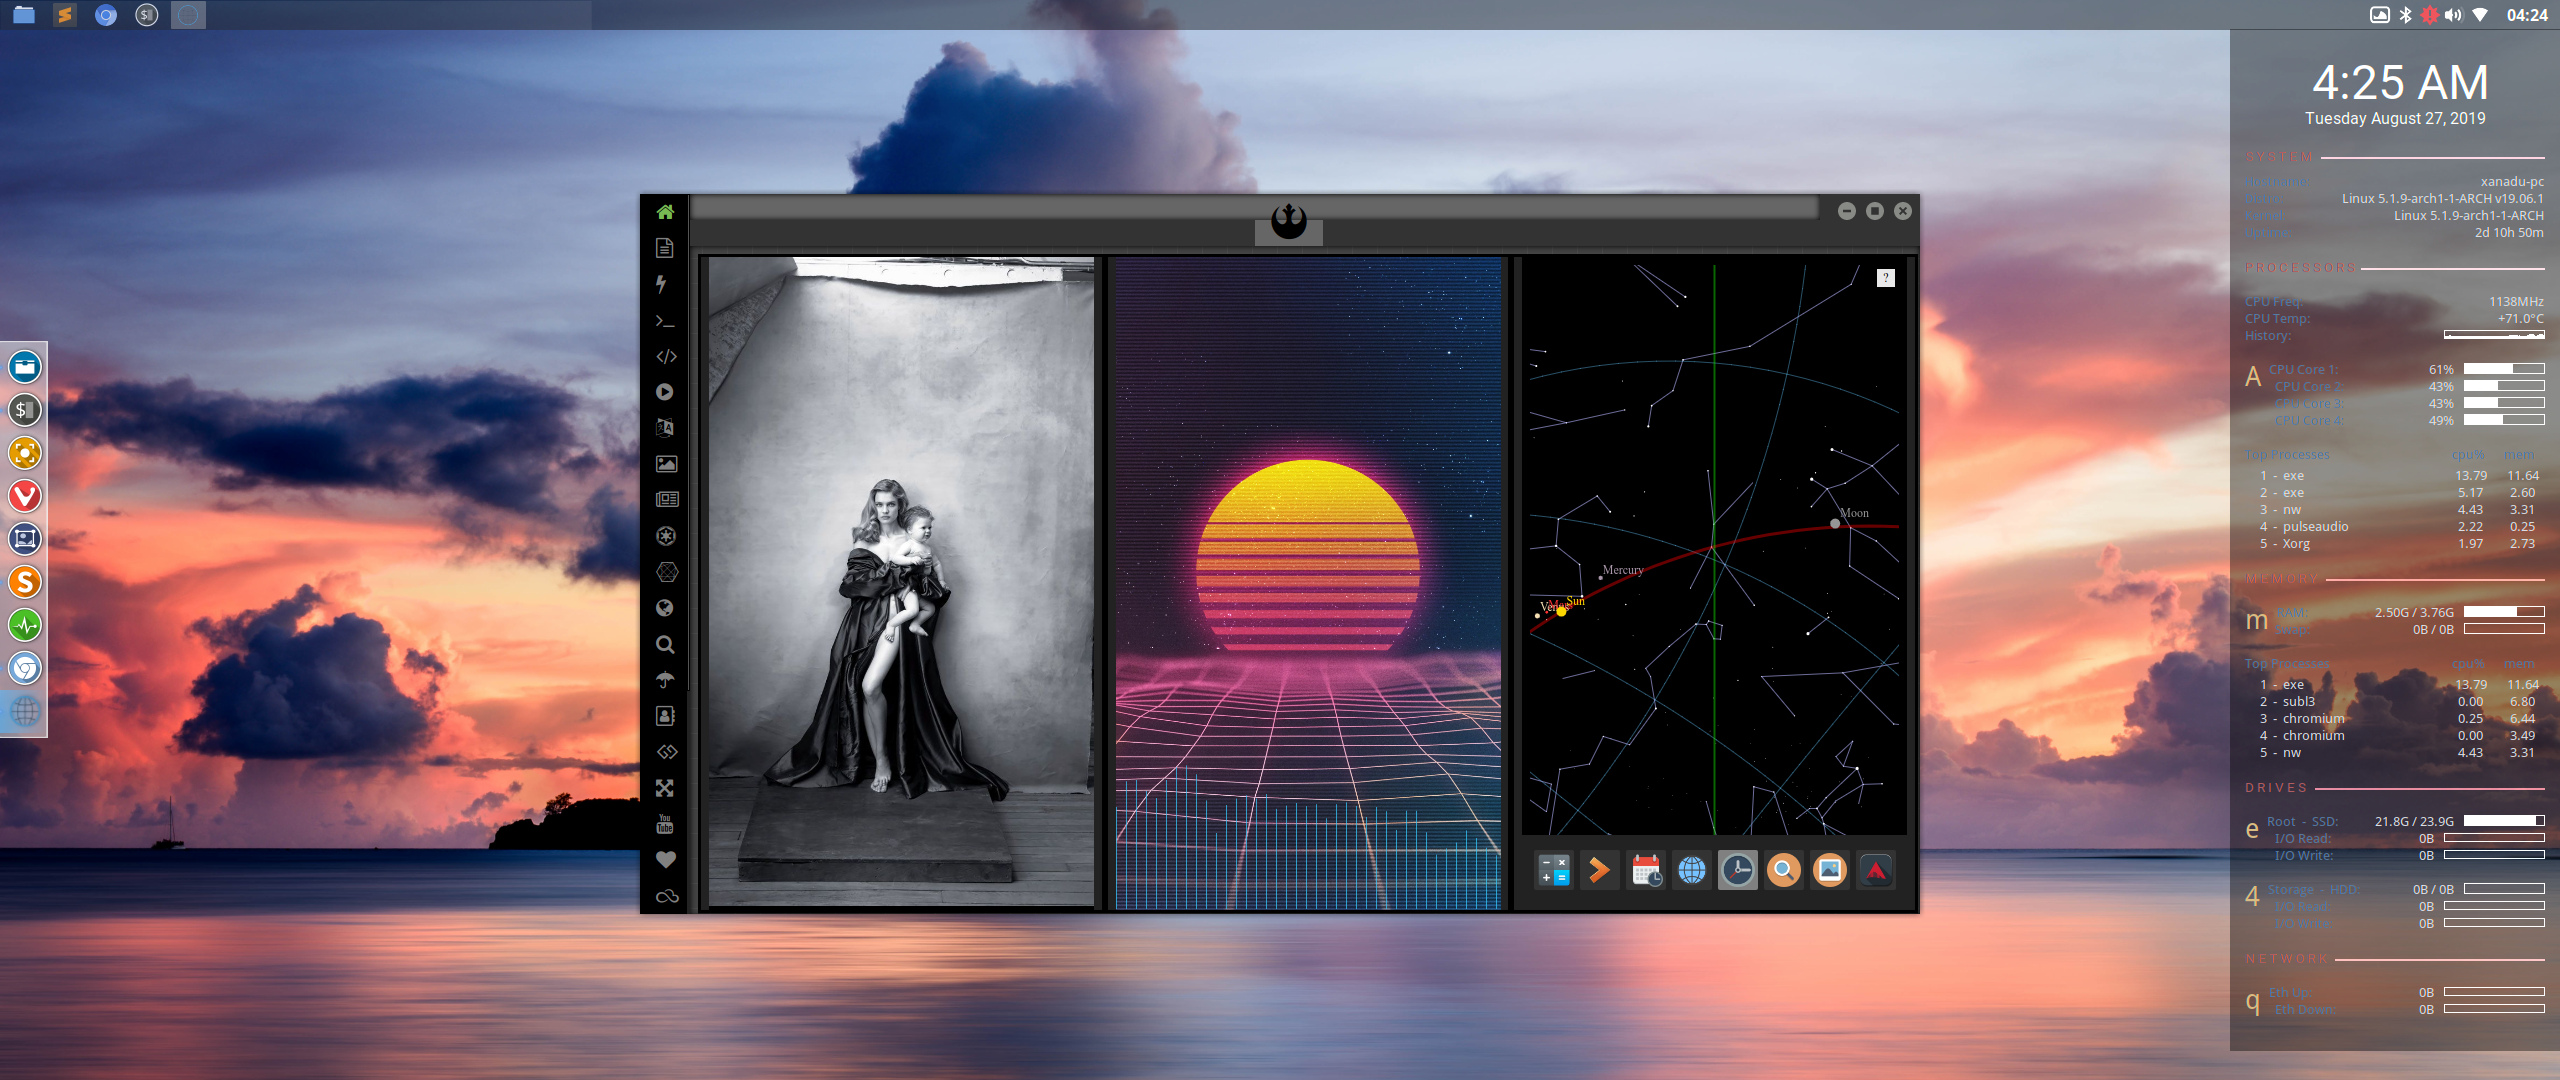 04:24
4:25 AM
Tuesday August 27, 2019
SYSTEM
xanadu-pc
Linux 5.1.9-arch1-1-ARCH v19.06.1
Linux 5.1.9-arch1-1-ARCH
2d 10h 50m
PROCESSORS
CPU Freq: 1138MHz
CPU Temp: +71.0°C
History:
A CPU Core 1: 61%
CPU Core 2: 43%
CPU Core 3: 43%
CPU Core 4: 49%
Top Processes cpu% mem
1 - exe 13.79 11.64
2 - exe 5.17 2.60
3 - nw 4.43 3.31
4 - pulseaudio 2.22 0.25
5 - Xorg 1.97 2.73
MEMORY
m RAM: 2.50G / 3.76G
Swap: 0B / 0B
Top Processes cpu% mem
1 - exe 13.79 11.64
2 - subl3 0.00 6.80
3 - chromium 0.25 6.44
4 - chromium 0.00 3.49
5 - nw 4.43 3.31
DRIVES
e Root - SSD: 21.8G / 23.9G
I/O Read: 0B
I/O Write: 0B
4 Storage - HDD: 0B / 0B
I/O Read: 0B
I/O Write: 0B
NETWORK
q Eth Up: 0B
Eth Down: 0B
?
Moon
Mercury
Sun
You
Tube